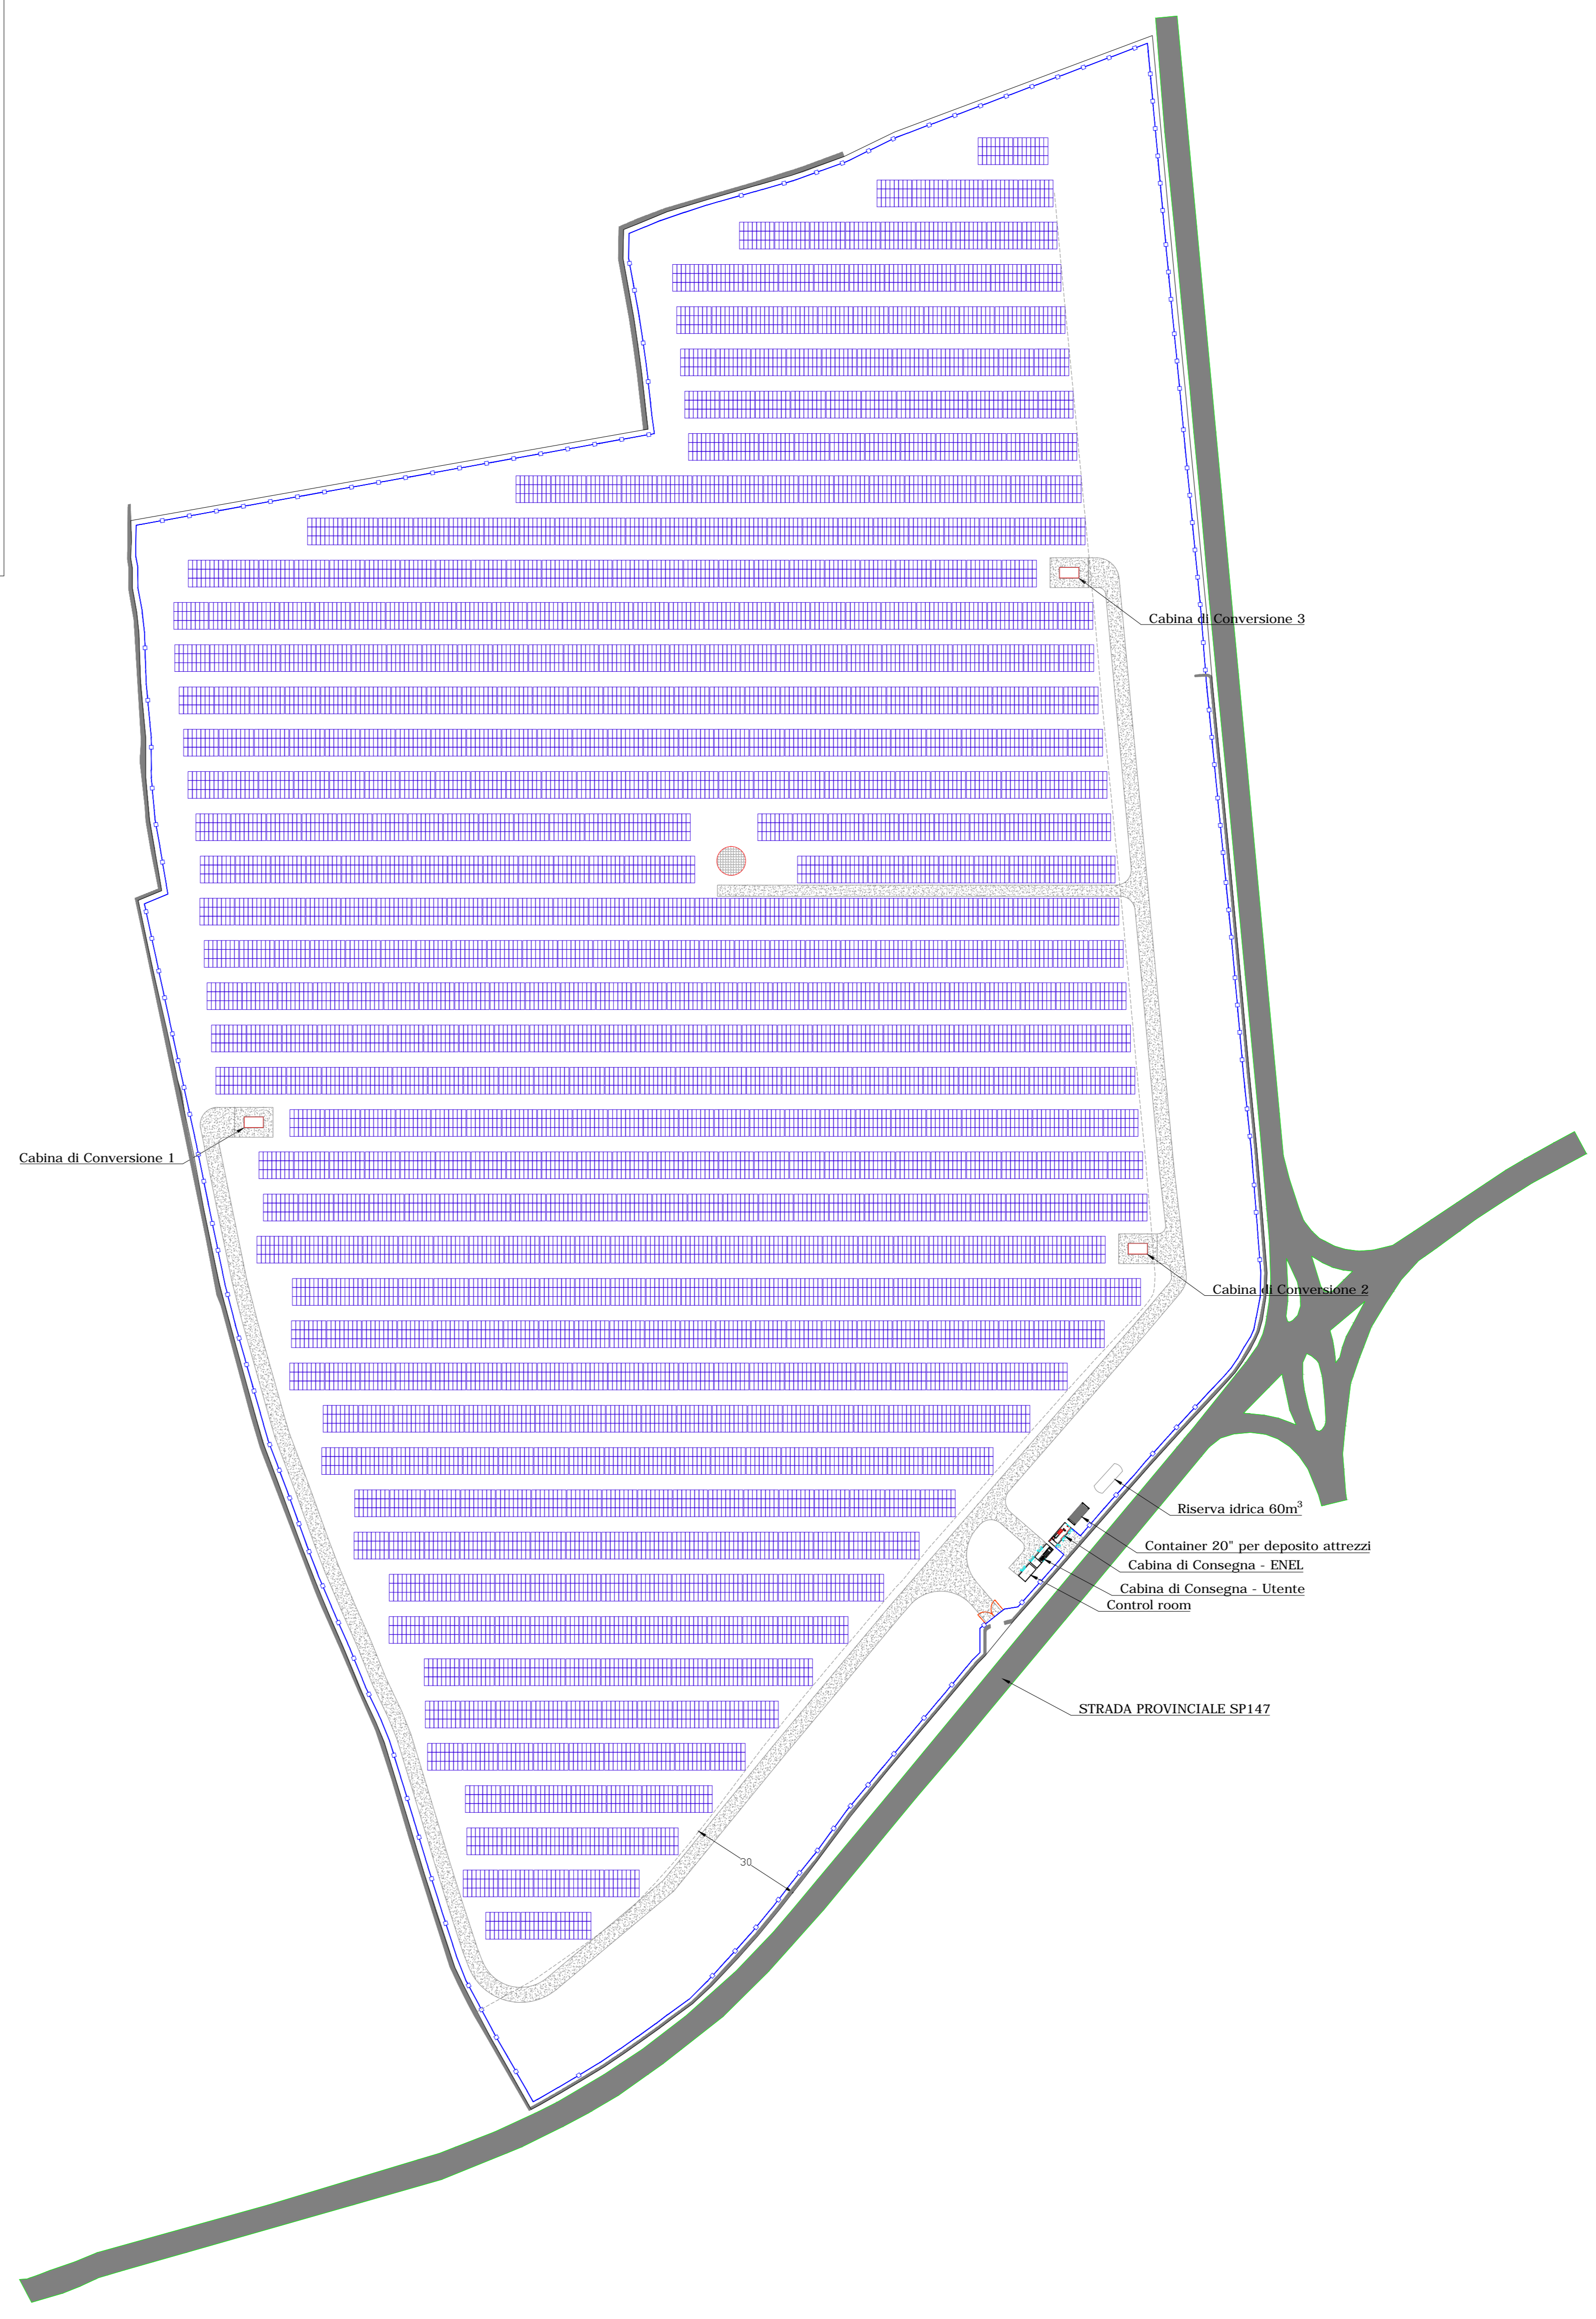 Cabina di Conversione 3
Cabina di Conversione 1
Cabina di Conversione 2
Riserva idrica 60m³
Container 20" per deposito attrezzi
Cabina di Consegna - ENEL
Cabina di Consegna - Utente
Control room
STRADA PROVINCIALE SP147
30